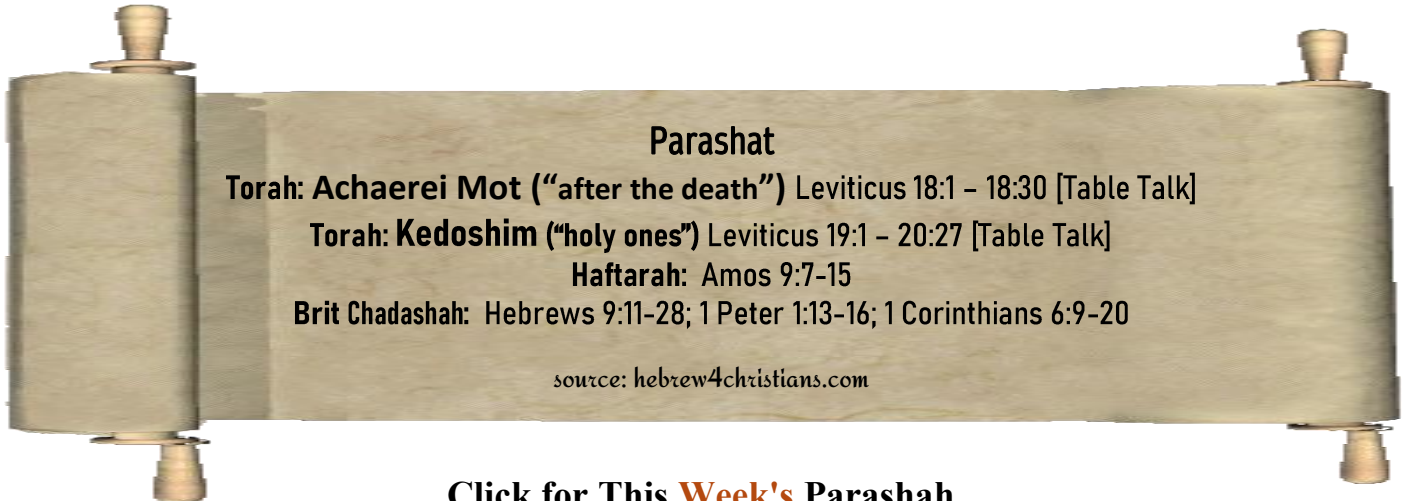 Parashat
Torah: Achaerei Mot (“after the death”) Leviticus 18:1 – 18:30 [Table Talk]
Torah: Kedoshim (“holy ones”) Leviticus 19:1 – 20:27 [Table Talk]
Haftarah: Amos 9:7-15
Brit Chadashah: Hebrews 9:11-28; 1 Peter 1:13-16; 1 Corinthians 6:9-20
source: hebrew4christians.com
Click for This Week's Parashah